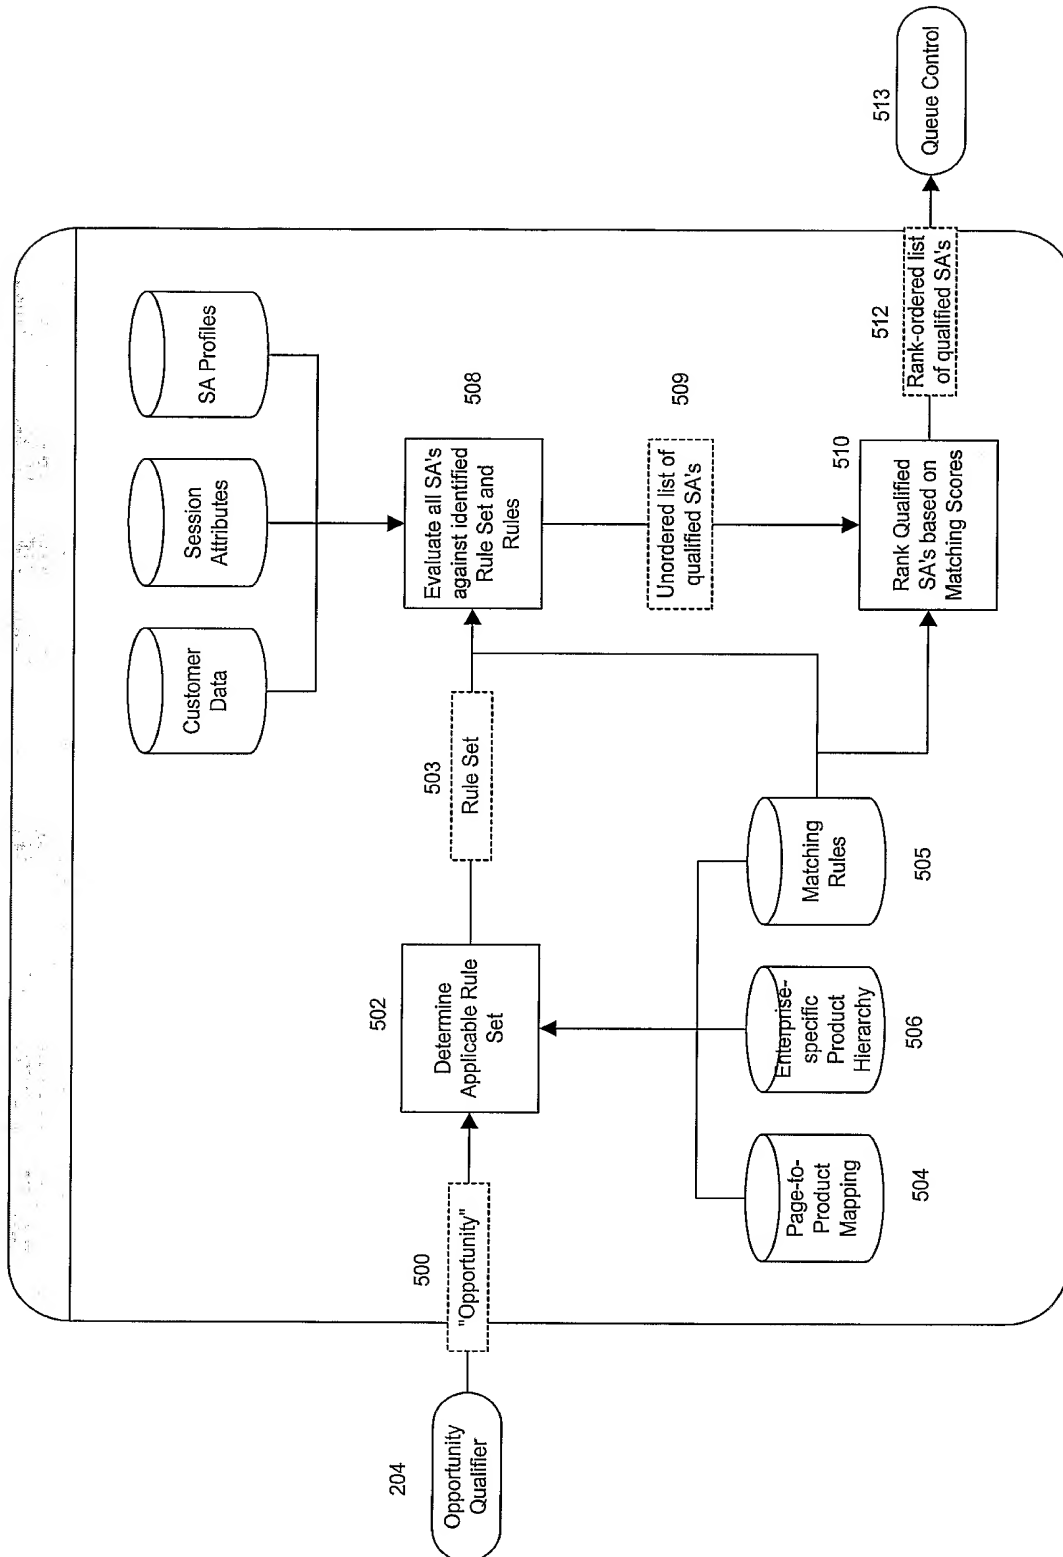 Customer
Data
Session
Attributes
SA Profiles
204
Opportunity
Qualifier
500
"Opportunity"
502
Determine
Applicable Rule
Set
503
Rule Set
Evaluate all SA's
against identified
Rule Set and
Rules
508
Unordered list of
qualified SA's
509
Page-to-
Product
Mapping
504
Enterprise-
specific
Product
Hierarchy
506
Matching
Rules
505
510
Rank Qualified
SA's based on
Matching Scores
512
Rank-ordered list
of qualified SA's
513
Queue Control